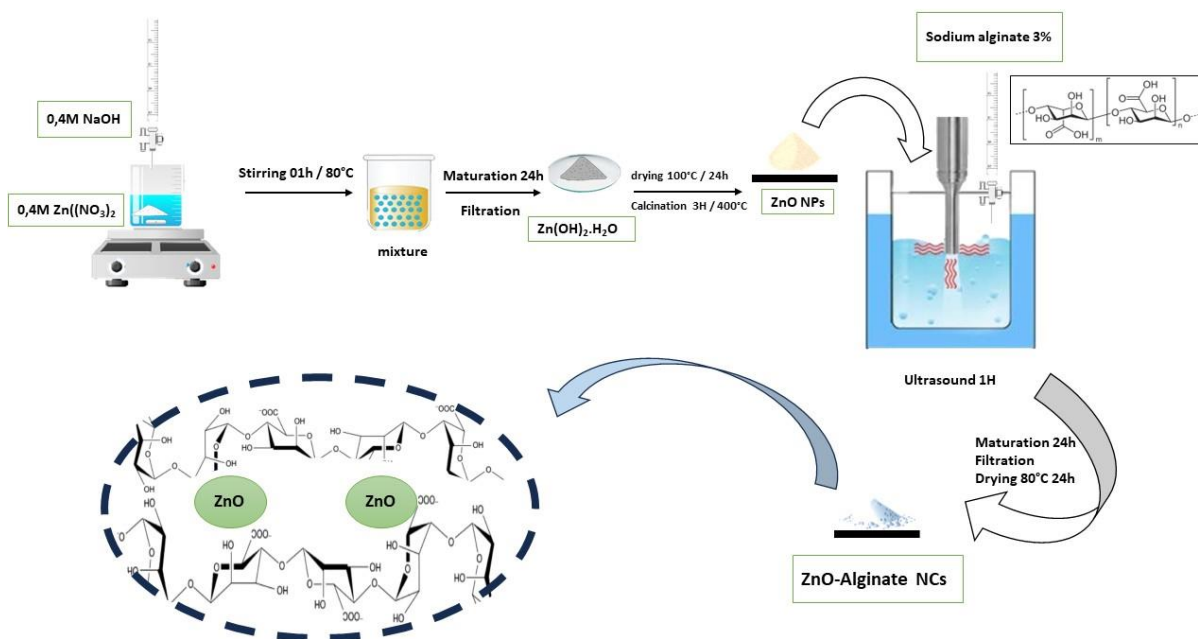 Sodium alginate 3%
0,4M NaOH
0,4M Zn((NO₃)₂
Stirring 01h / 80°C
mixture
Maturation 24h
Filtration
Zn(OH)₂.H₂O
drying 100°C / 24h
Calcination 3H / 400°C
ZnO NPs
Ultrasound 1H
Maturation 24h
Filtration
Drying 80°C 24h
ZnO-Alginate NCs
ZnO
ZnO